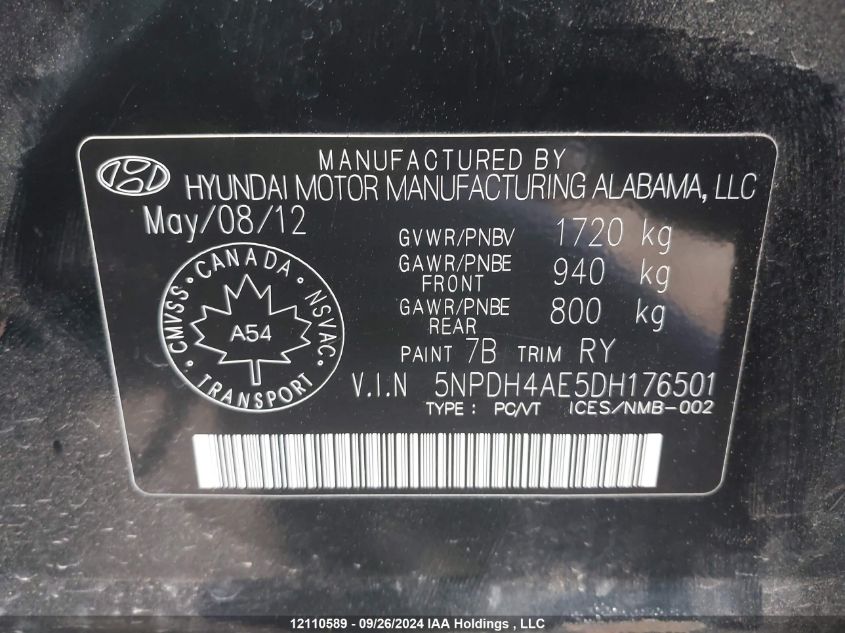 MANUFACTURED BY
HYUNDAI MOTOR MANUFACTURING ALABAMA, LLC
May/08/12
GVWR/PNBV 1720 kg
GAWR/PNBE FRONT 940 kg
GAWR/PNBE REAR 800 kg
CANADA
CMVSS NSVAC
A54
TRANSPORT
PAINT 7B TRIM RY
V.I.N 5NPDH4AE5DH176501
TYPE: PC/VT ICES/NMB-002
12110589 - 09/26/2024 IAA Holdings , LLC